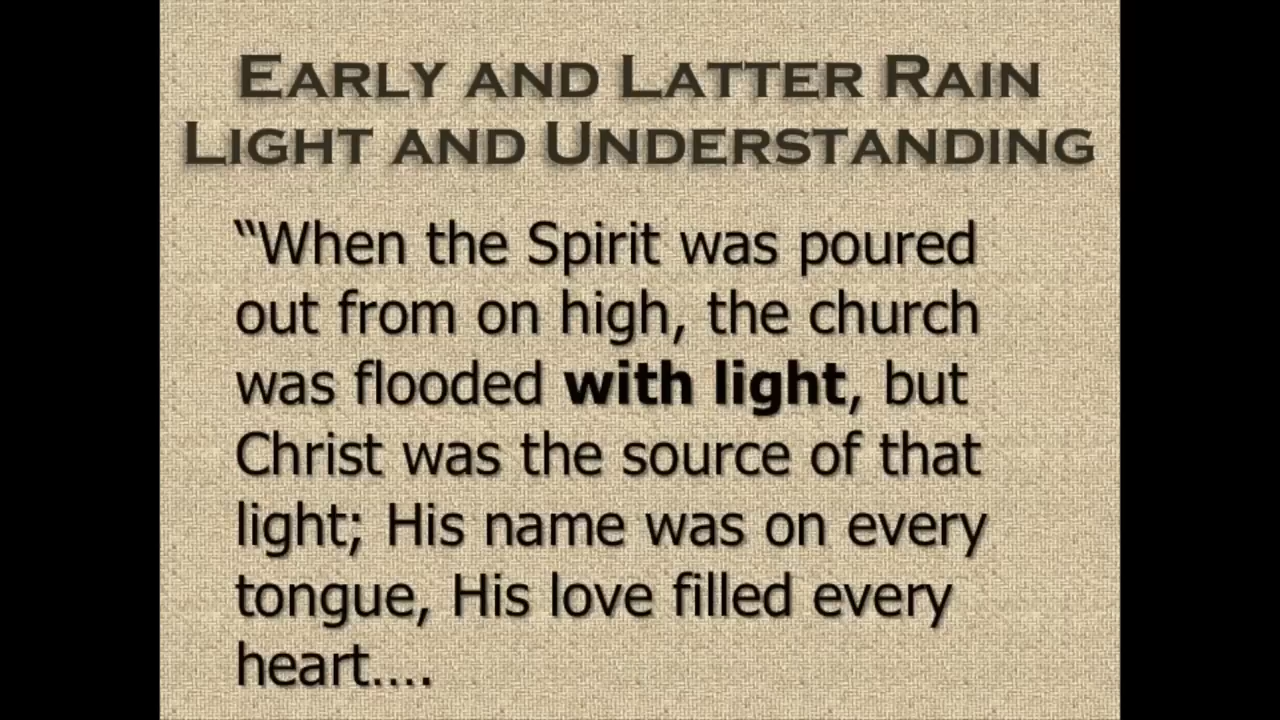 Early and Latter Rain
Light and Understanding
“When the Spirit was poured
out from on high, the church
was flooded with light, but
Christ was the source of that
light; His name was on every
tongue, His love filled every
heart….